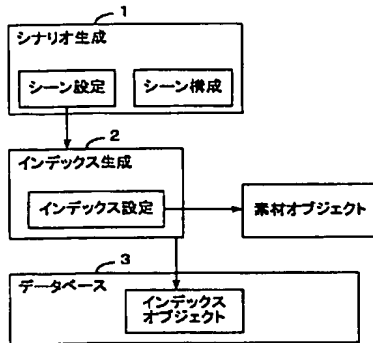 1
シナリオ生成
シーン設定
シーン構成
2
インデックス生成
インデックス設定
素材オブジェクト
3
データベース
インデックス
オブジェクト